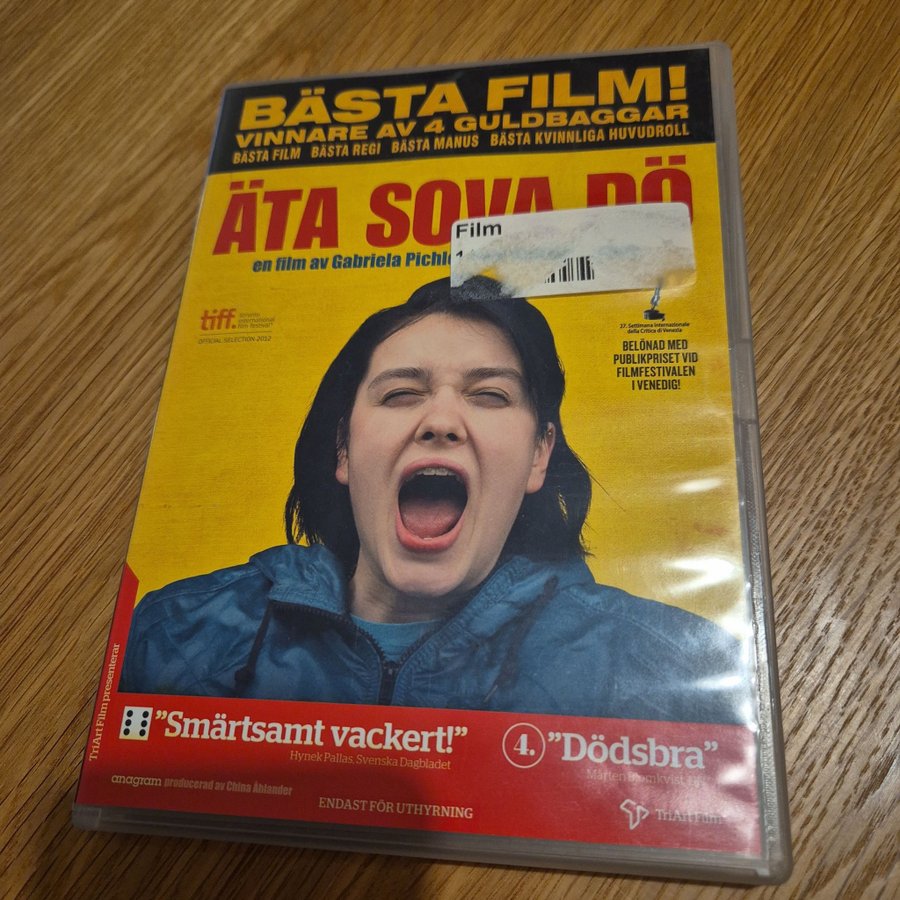 BÄSTA FILM!
VINNARE AV 4 GULDBAGGAR
BÄSTA FILM BÄSTA REGI BÄSTA MANUS BÄSTA KVINNLIGA HUVUDROLL
ÄTA SOVA DÖ
Film
en film av Gabriela Pichle
tiff.
toronto international film festival
OFFICIAL SELECTION 2012
27. Settimana Internazionale
della Critica di Venezia
BELÖNAD MED
PUBLIKPRISET VID
FILMFESTIVALEN
I VENEDIG!
TriArt Film presenterar
"Smärtsamt vackert!"
Hynek Pallas, Svenska Dagbladet
4. "Dödsbra"
Mårten Blomkvist, DN
anagram producerad av China Åhlander
ENDAST FÖR UTHYRNING
TriArt Film